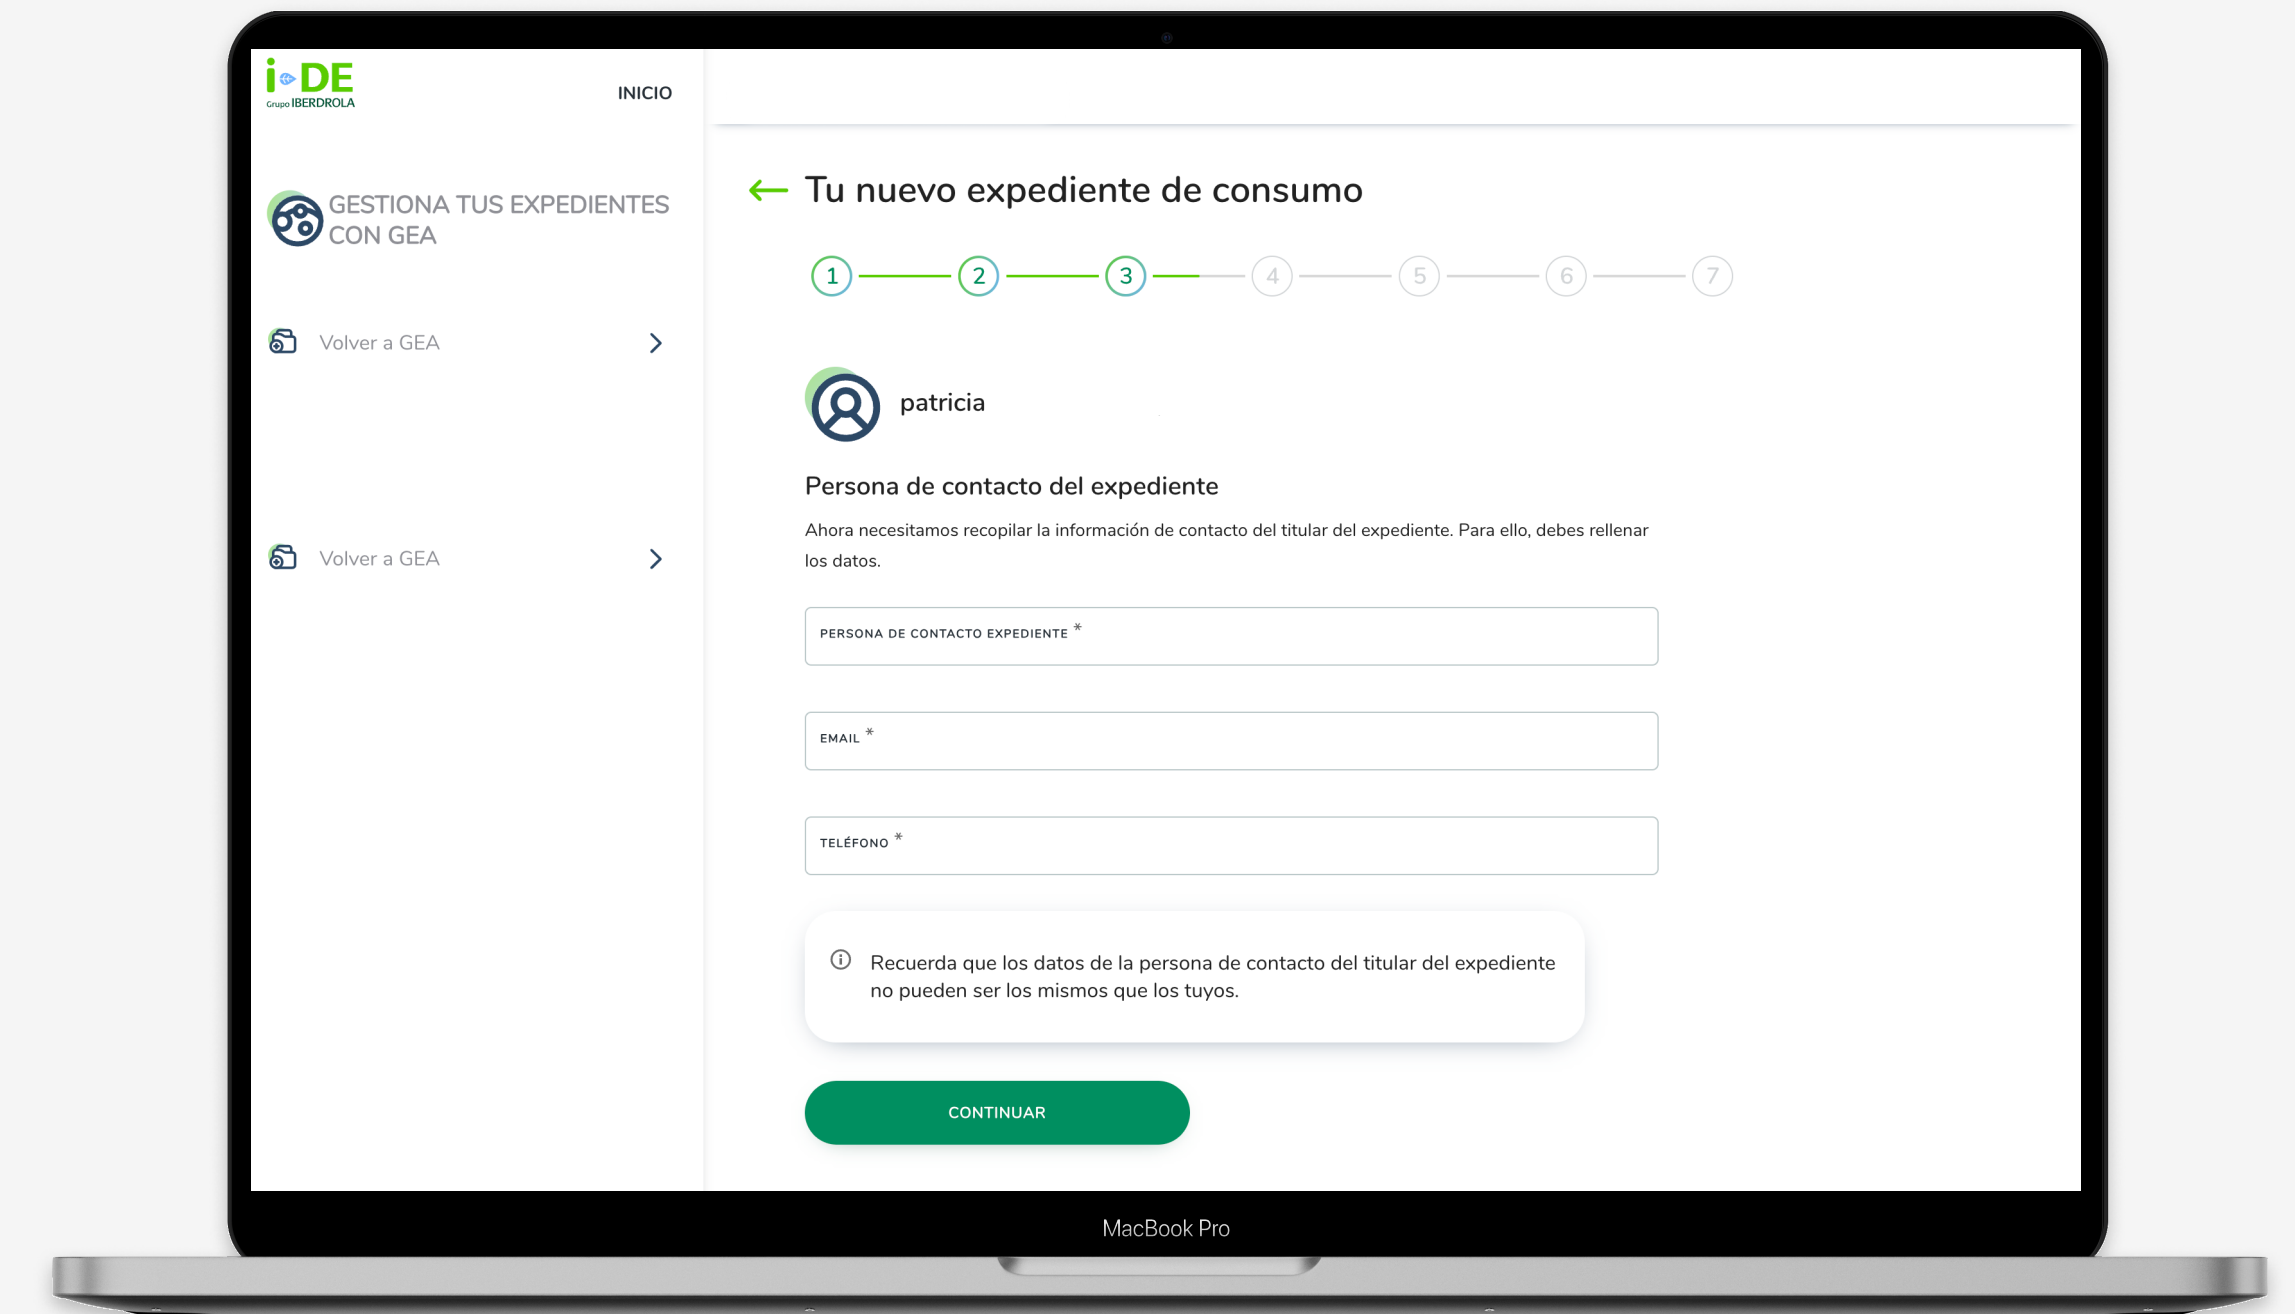 i DE
Grupo IBERDROLA
INICIO
GESTIONA TUS EXPEDIENTES
CON GEA
Volver a GEA
Volver a GEA
Tu nuevo expediente de consumo
1 2 3 4 5 6 7
patricia
Persona de contacto del expediente
Ahora necesitamos recopilar la información de contacto del titular del expediente. Para ello, debes rellenar
los datos.
PERSONA DE CONTACTO EXPEDIENTE *
EMAIL *
TELÉFONO *
Recuerda que los datos de la persona de contacto del titular del expediente
no pueden ser los mismos que los tuyos.
CONTINUAR
MacBook Pro